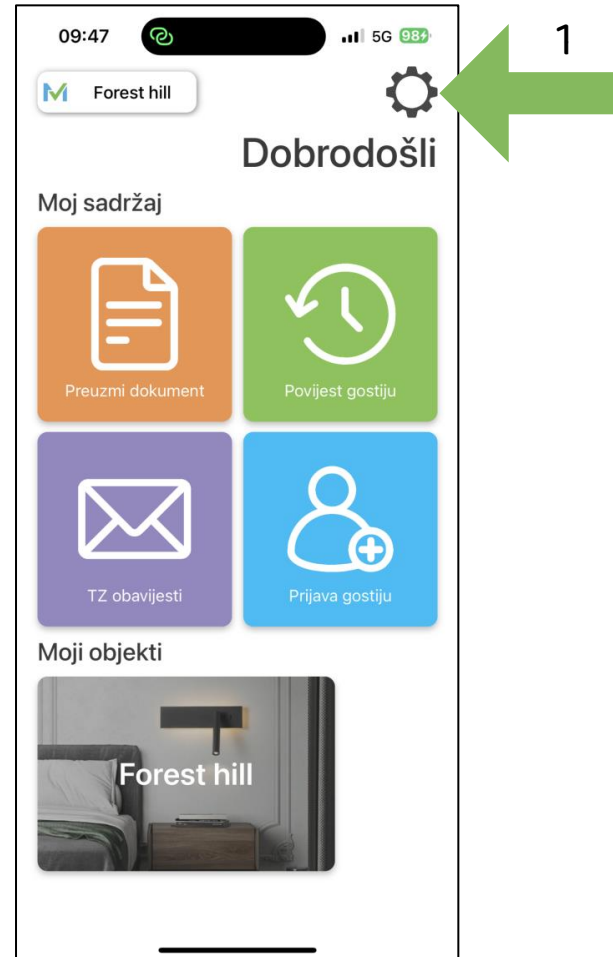 09:47
5G 98
1
Forest hill
Dobrodošli
Moj sadržaj
Preuzmi dokument
Povijest gostiju
TZ obavijesti
Prijava gostiju
Moji objekti
Forest hill